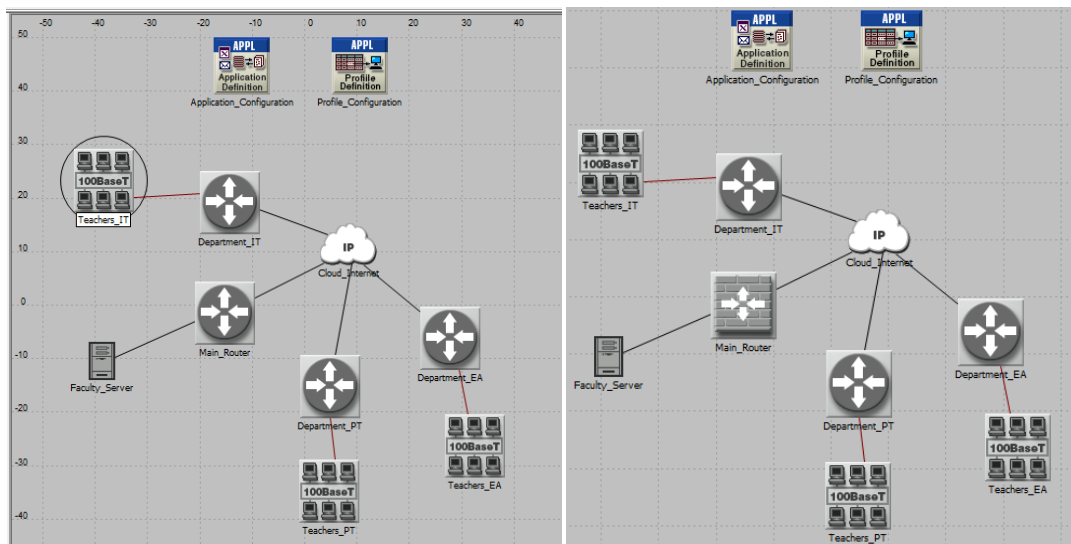 -50 -40 -30 -20 -10 0 10 20 30 40
50
40
30
20
10
0
-10
-20
-30
-40
APPL
Application
Definition
Application_Configuration
APPL
Profile
Definition
Profile_Configuration
100BaseT
Teachers_IT
Department_IT
IP
Cloud_Internet
Main_Router
Faculty_Server
Department_EA
Department_PT
100BaseT
Teachers_EA
100BaseT
Teachers_PT
APPL
Application
Definition
Application_Configuration
APPL
Profile
Definition
Profile_Configuration
100BaseT
Teachers_IT
Department_IT
IP
Cloud_Internet
Main_Router
Faculty_Server
Department_EA
Department_PT
100BaseT
Teachers_EA
100BaseT
Teachers_PT